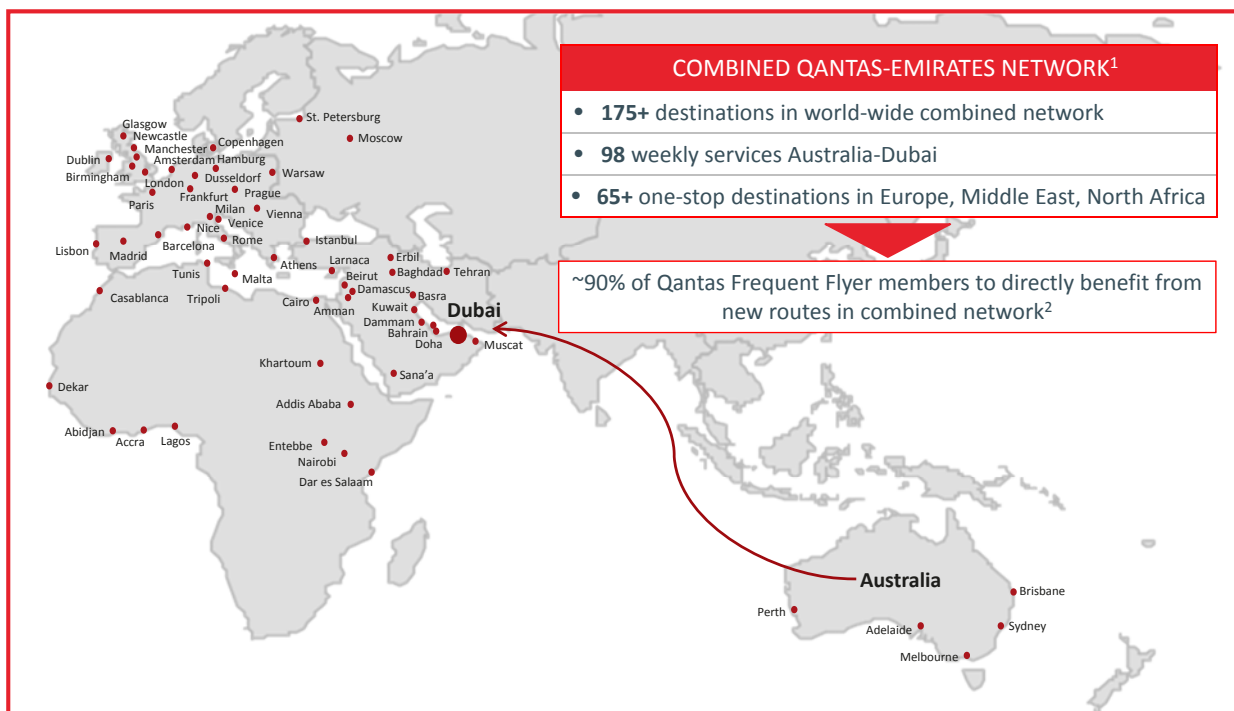 COMBINED QANTAS-EMIRATES NETWORK¹
• 175+ destinations in world-wide combined network
• 98 weekly services Australia-Dubai
• 65+ one-stop destinations in Europe, Middle East, North Africa
~90% of Qantas Frequent Flyer members to directly benefit from
new routes in combined network²
St. Petersburg
Moscow
Glasgow
Newcastle
Manchester
Copenhagen
Dublin
Amsterdam
Hamburg
Birmingham
London
Dusseldorf
Warsaw
Paris
Frankfurt
Prague
Milan
Vienna
Venice
Nice
Lisbon
Madrid
Barcelona
Rome
Istanbul
Tunis
Malta
Athens
Larnaca
Erbil
Beirut
Baghdad
Tehran
Casablanca
Tripoli
Cairo
Damascus
Amman
Basra
Kuwait
Dubai
Dammam
Bahrain
Doha
Muscat
Khartoum
Sana'a
Dekar
Addis Ababa
Abidjan
Accra
Lagos
Entebbe
Nairobi
Dar es Salaam
Australia
Brisbane
Perth
Adelaide
Sydney
Melbourne